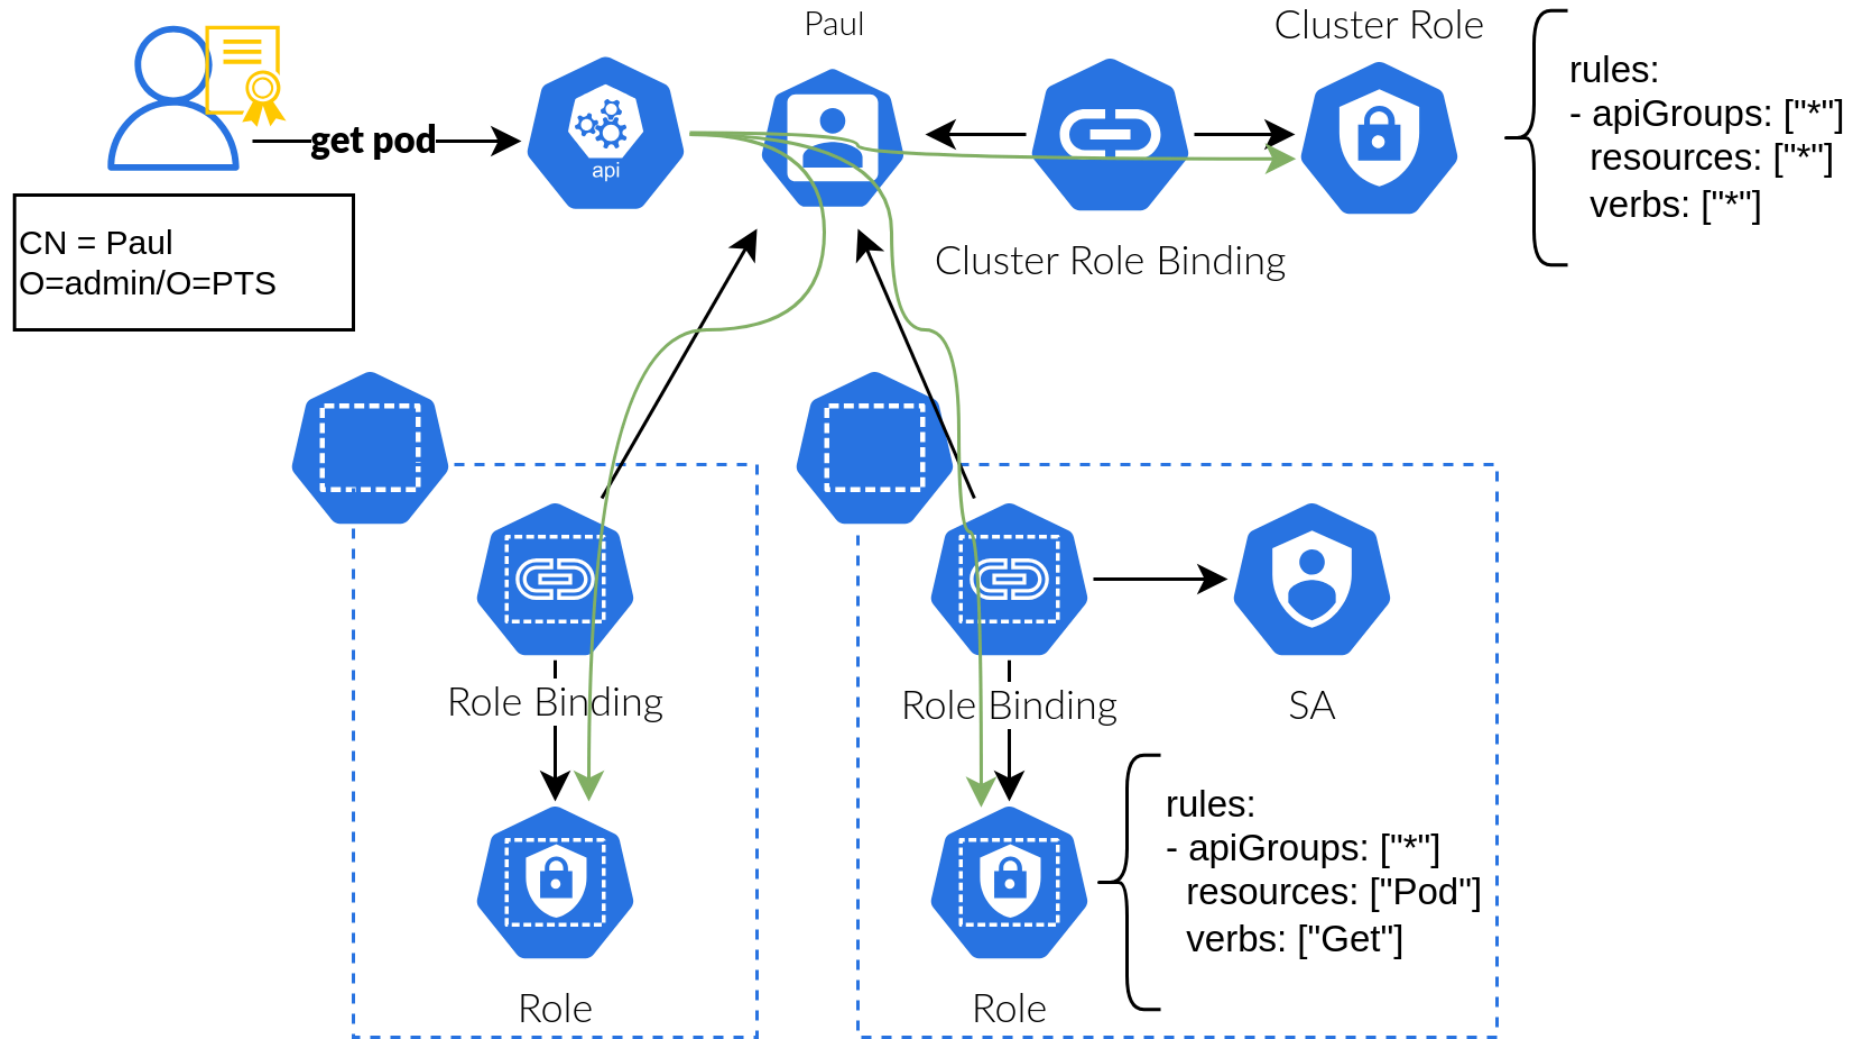 Paul
Cluster Role
rules:
- apiGroups: ["*"]
resources: ["*"]
verbs: ["*"]
get pod
api
CN = Paul
O=admin/O=PTS
Cluster Role Binding
Role Binding
Role Binding
SA
rules:
- apiGroups: ["*"]
resources: ["Pod"]
verbs: ["Get"]
Role
Role